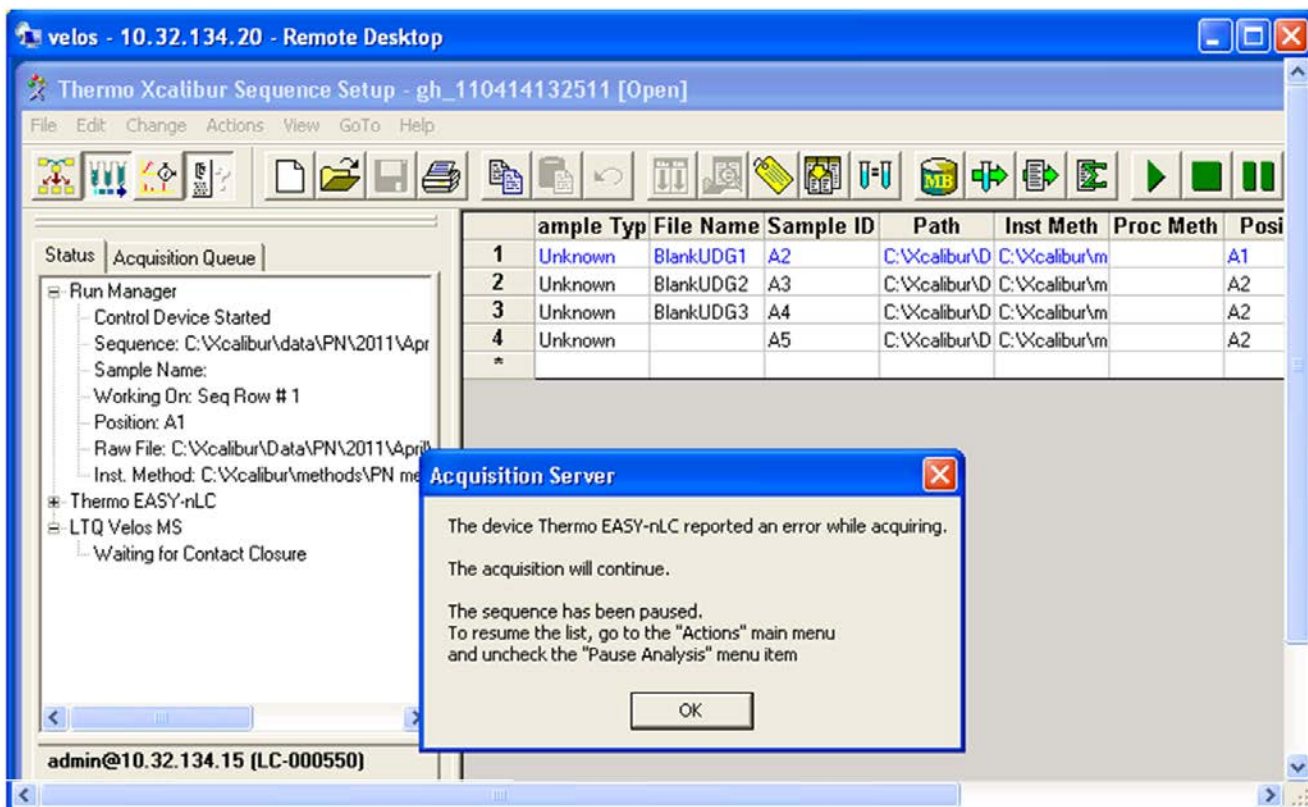 velos - 10.32.134.20 - Remote Desktop
Thermo Xcalibur Sequence Setup - gh_110414132511 [Open]
File Edit Change Actions View GoTo Help
MB
Status Acquisition Queue
Run Manager
Control Device Started
Sequence: C:\Xcalibur\data\PN\2011\Apr
Sample Name:
Working On: Seq Row # 1
Position: A1
Raw File: C:\Xcalibur\Data\PN\2011\April\
Inst. Method: C:\Xcalibur\methods\PN me
Thermo EASY-nLC
LTQ Velos MS
Waiting for Contact Closure
admin@10.32.134.15 (LC-000550)
ample Typ File Name Sample ID Path Inst Meth Proc Meth Posi
1 Unknown BlankUDG1 A2 C:\Xcalibur\D C:\Xcalibur\m A1
2 Unknown BlankUDG2 A3 C:\Xcalibur\D C:\Xcalibur\m A2
3 Unknown BlankUDG3 A4 C:\Xcalibur\D C:\Xcalibur\m A2
4 Unknown A5 C:\Xcalibur\D C:\Xcalibur\m A2
*
Acquisition Server
The device Thermo EASY-nLC reported an error while acquiring.
The acquisition will continue.
The sequence has been paused.
To resume the list, go to the "Actions" main menu
and uncheck the "Pause Analysis" menu item
OK